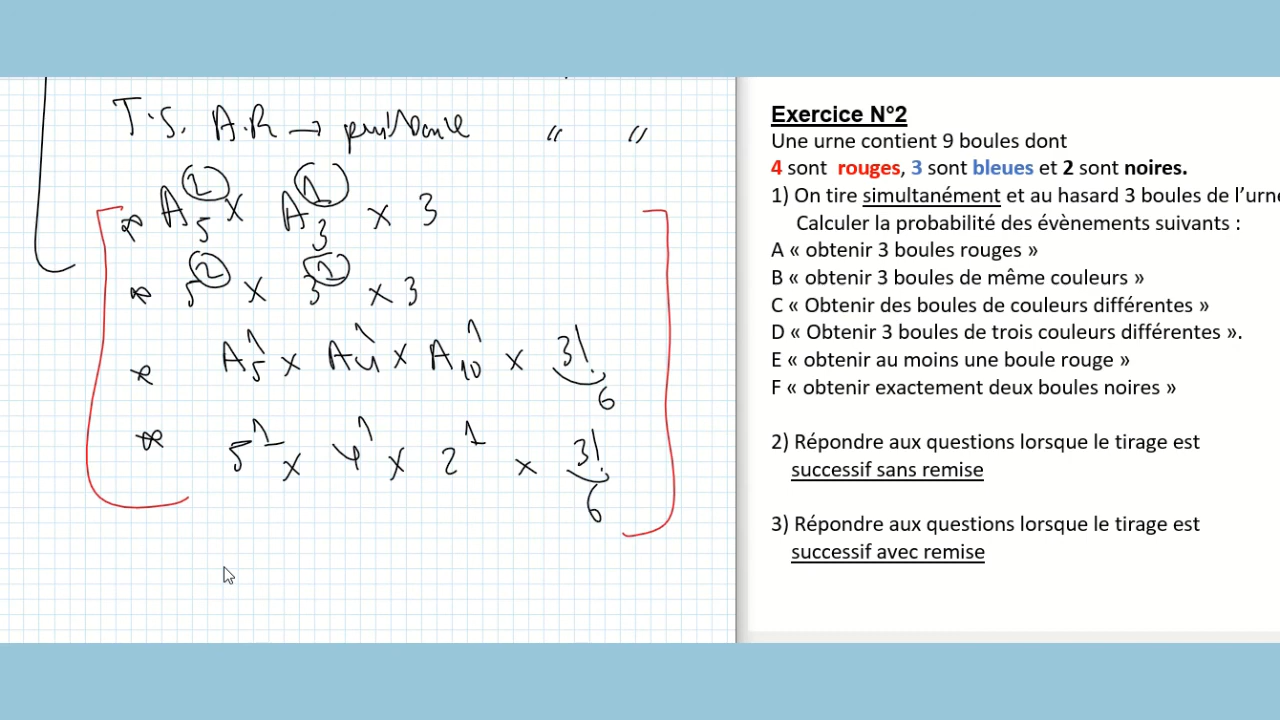 T.S. A.R → puissance " "
* A₅² × A₃¹ × 3
* 5² × 3¹ × 3
* A₅¹ × A₄¹ × A₁₀¹ × 3!
6
* 5¹ × 4¹ × 2¹ × 3!
6
Exercice N°2
Une urne contient 9 boules dont
4 sont rouges, 3 sont bleues et 2 sont noires.
1) On tire simultanément et au hasard 3 boules de l'urne
Calculer la probabilité des évènements suivants :
A « obtenir 3 boules rouges »
B « obtenir 3 boules de même couleurs »
C « Obtenir des boules de couleurs différentes »
D « Obtenir 3 boules de trois couleurs différentes ».
E « obtenir au moins une boule rouge »
F « obtenir exactement deux boules noires »
2) Répondre aux questions lorsque le tirage est
successif sans remise
3) Répondre aux questions lorsque le tirage est
successif avec remise